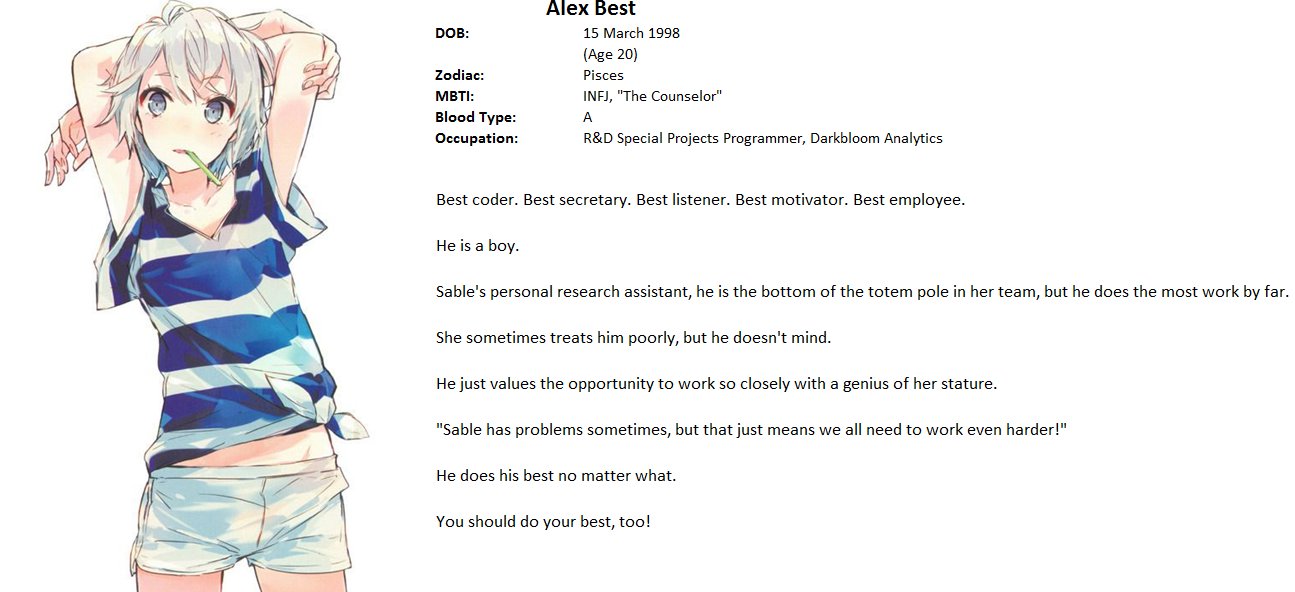 Alex Best
DOB: 15 March 1998
(Age 20)
Zodiac: Pisces
MBTI: INFJ, "The Counselor"
Blood Type: A
Occupation: R&D Special Projects Programmer, Darkbloom Analytics
Best coder. Best secretary. Best listener. Best motivator. Best employee.
He is a boy.
Sable's personal research assistant, he is the bottom of the totem pole in her team, but he does the most work by far.
She sometimes treats him poorly, but he doesn't mind.
He just values the opportunity to work so closely with a genius of her stature.
"Sable has problems sometimes, but that just means we all need to work even harder!"
He does his best no matter what.
You should do your best, too!